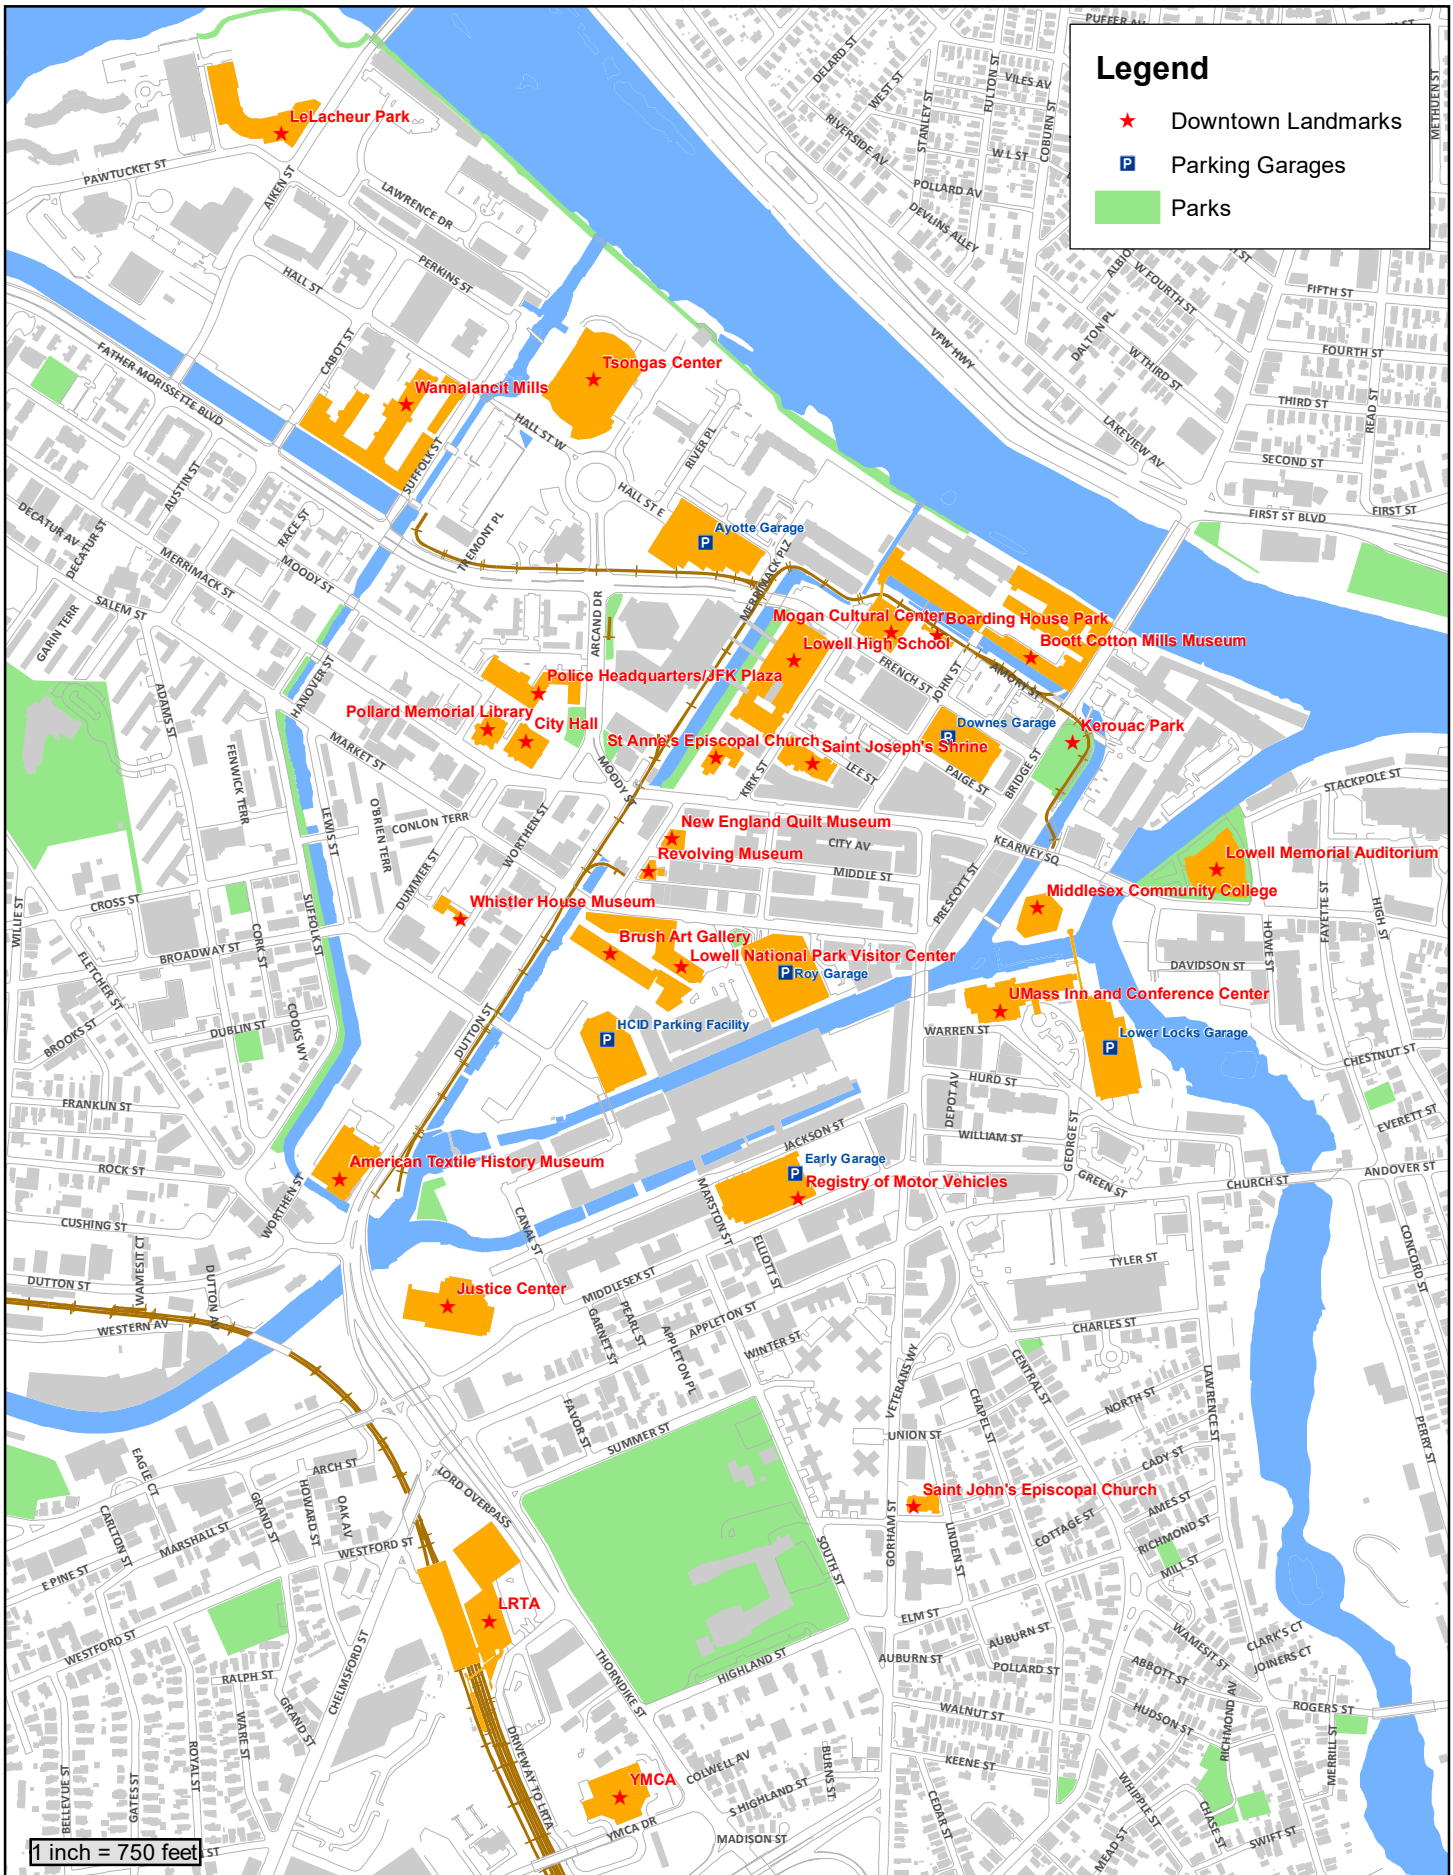 PUFFER AV
Legend
Downtown Landmarks
P Parking Garages
Parks
DELARD ST
WEST ST
FULTON ST
VILES AV
STANLEY ST
COBURN ST
METHUEN ST
RIVERSIDE AV
W L ST
POLLARD AV
DEVLINS ALLEY
LeLacheur Park
PAWTUCKET ST
AIKEN ST
LAWRENCE DR
PERKINS ST
HALL ST
W FOURTH ST
FIFTH ST
DALTON PL
VFW HWY
W THIRD ST
FOURTH ST
CABOT ST
FATHER MORISSETTE BLVD
Tsongas Center
Wannalancit Mills
THIRD ST
READ ST
LAKEVIEW AV
HALL ST W
RIVER PL
SUFFOLK ST
SECOND ST
AUSTIN ST
HALL ST E
FIRST ST BLVD
FIRST ST
DECATUR AV
DECATUR ST
RACE ST
TREMONT PL
P Ayotte Garage
MERRIMACK ST
MOODY ST
MERRIMACK PLZ
SALEM ST
GARIN TERR
ARCAND DR
Mogan Cultural Center
Boarding House Park
Lowell High School
Boott Cotton Mills Museum
FRENCH ST
JOHN ST
AMORY ST
HANOVER ST
ADAMS ST
Police Headquarters/JFK Plaza
Pollard Memorial Library
City Hall
P Downes Garage
Kerouac Park
St Anne's Episcopal Church
Saint Joseph's Shrine
MARKET ST
FENWICK TERR
MOODY ST
KIRK ST
LEE ST
PAIGE ST
BRIDGE ST
STACKPOLE ST
LEWIS ST
O'BRIEN TERR
CONLON TERR
WORTHEN ST
New England Quilt Museum
CITY AV
KEARNEY SQ
Revolving Museum
MIDDLE ST
Lowell Memorial Auditorium
DUMMER ST
PRESCOTT ST
Middlesex Community College
CROSS ST
WILLIE ST
Whistler House Museum
FAYETTE ST
HIGH ST
HOWE ST
SUFFOLK ST
CORK ST
BROADWAY ST
FLETCHER ST
Brush Art Gallery
Lowell National Park Visitor Center
P Roy Garage
DAVIDSON ST
UMass Inn and Conference Center
BROOKS ST
DUBLIN ST
COOKS WY
DUTTON ST
P HCID Parking Facility
WARREN ST
P Lower Locks Garage
CHESTNUT ST
HURD ST
DEPOT AV
FRANKLIN ST
EVERETT ST
JACKSON ST
WILLIAM ST
GEORGE ST
ROCK ST
American Textile History Museum
P Early Garage
Registry of Motor Vehicles
ANDOVER ST
CHURCH ST
GREEN ST
WORTHEN ST
MARSTON ST
CUSHING ST
CANAL ST
ELLIOTT ST
CONCORD ST
WAMESIT CT
DUTTON ST
DUTTON AV
TYLER ST
Justice Center
MIDDLESEX ST
WESTERN AV
PEARL ST
GARNET ST
APPLETON ST
APPLETON PL
WINTER ST
CHARLES ST
VETERANS WY
CENTRAL ST
LAWRENCE ST
CHAPEL ST
NORTH ST
FAVOR ST
SUMMER ST
UNION ST
PERRY ST
CADY ST
EAGLE CT
ARCH ST
LORD OVERPASS
Saint John's Episcopal Church
AMES ST
GRAND ST
HOWARD ST
OAK AV
CARLTON ST
MARSHALL ST
GORHAM ST
LINDEN ST
COTTAGE ST
RICHMOND ST
WESTFORD ST
SOUTH ST
MILL ST
E PINE ST
LRTA
ELM ST
AUBURN ST
WAMESIT ST
CLARK'S CT
JOINERS CT
WESTFORD ST
CHELMSFORD ST
THORNDIKE ST
HIGHLAND ST
AUBURN ST
POLLARD ST
ABBOTT ST
RALPH ST
GRAND ST
WARE ST
ROYAL ST
WALNUT ST
HUDSON ST
RICHMOND AV
ROGERS ST
MERRILL ST
DRIVEWAY TO LRTA
YMCA
COLWELL AV
BURNS ST
KEENE ST
WHIPPLE ST
BELLEVUE ST
GATES ST
S HIGHLAND ST
CEDAR ST
CHASE ST
YMCA DR
MADISON ST
MEAD ST
SWIFT ST
1 inch = 750 feet